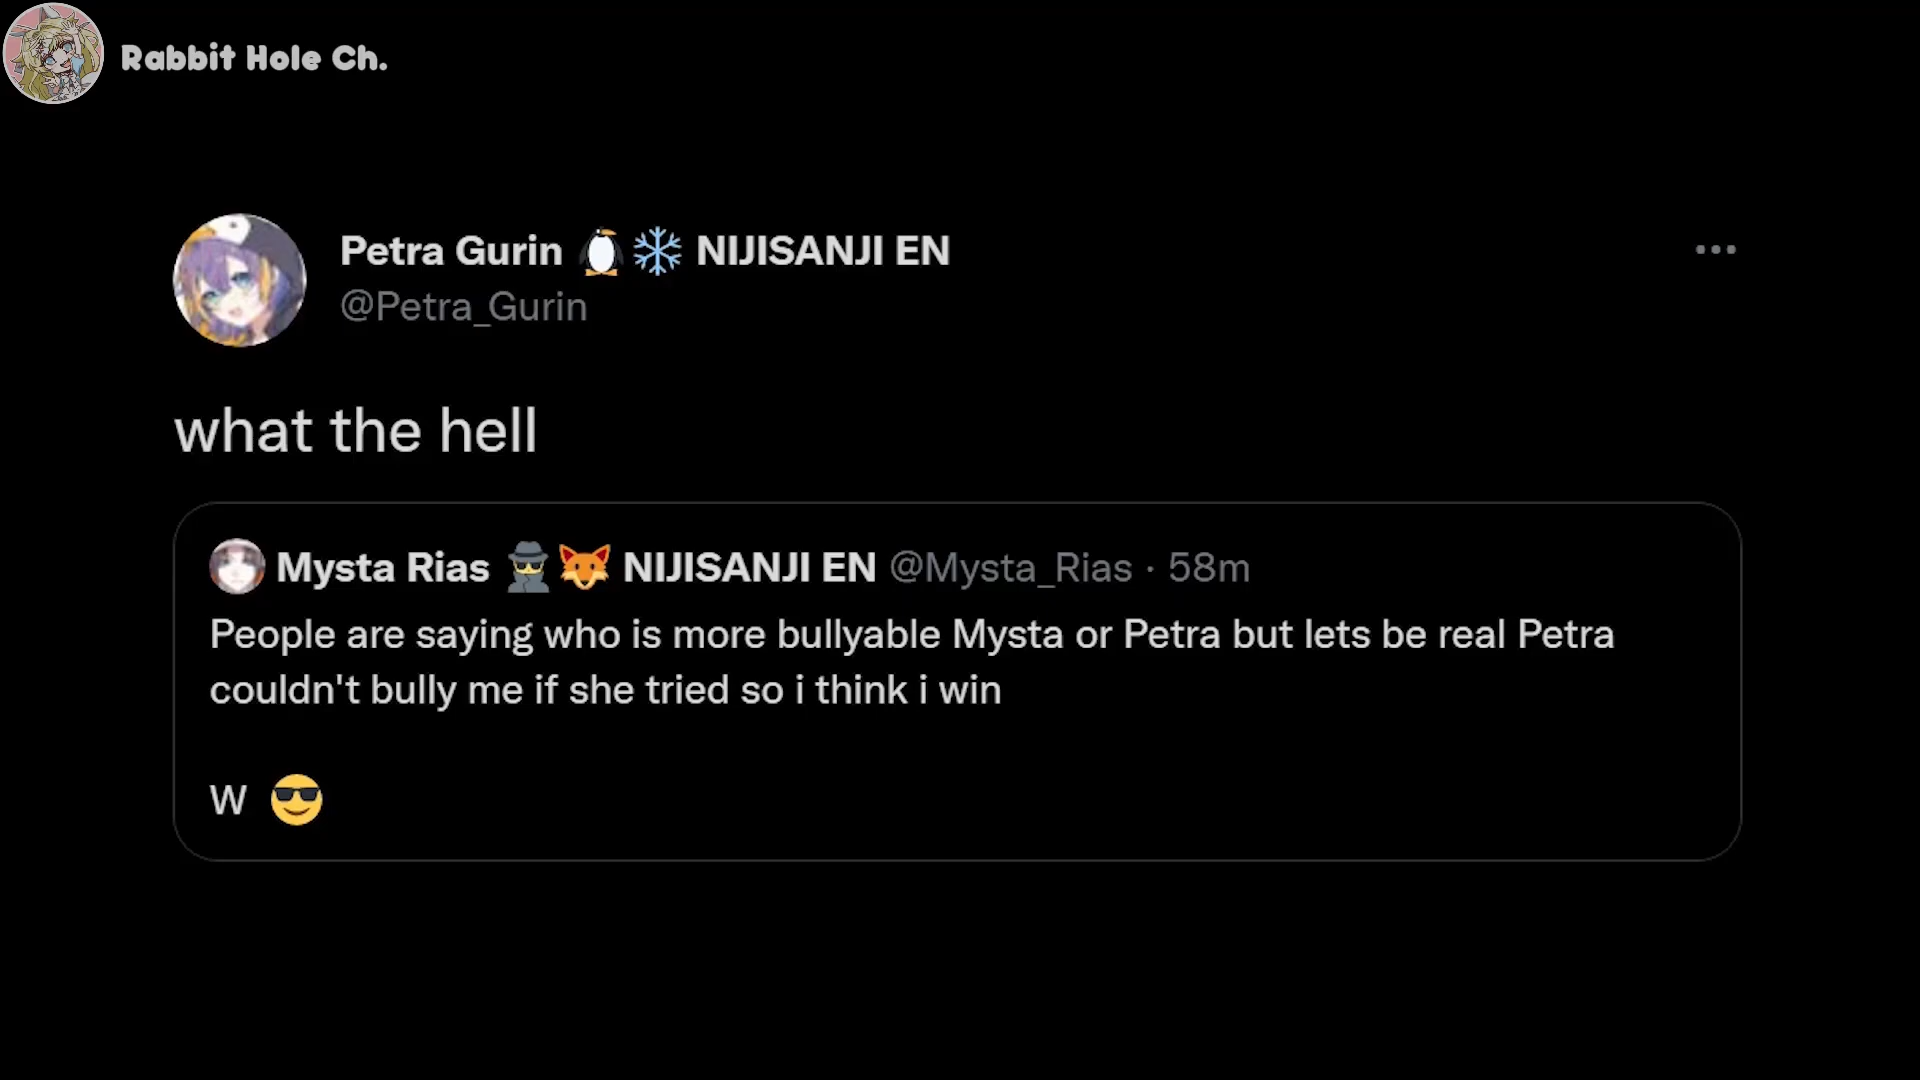 Rabbit Hole Ch.
Petra Gurin 🐧❄️ NIJISANJI EN
@Petra_Gurin
what the hell
Mysta Rias 🕵️🦊 NIJISANJI EN @Mysta_Rias · 58m
People are saying who is more bullyable Mysta or Petra but lets be real Petra
couldn't bully me if she tried so i think i win
W 😎